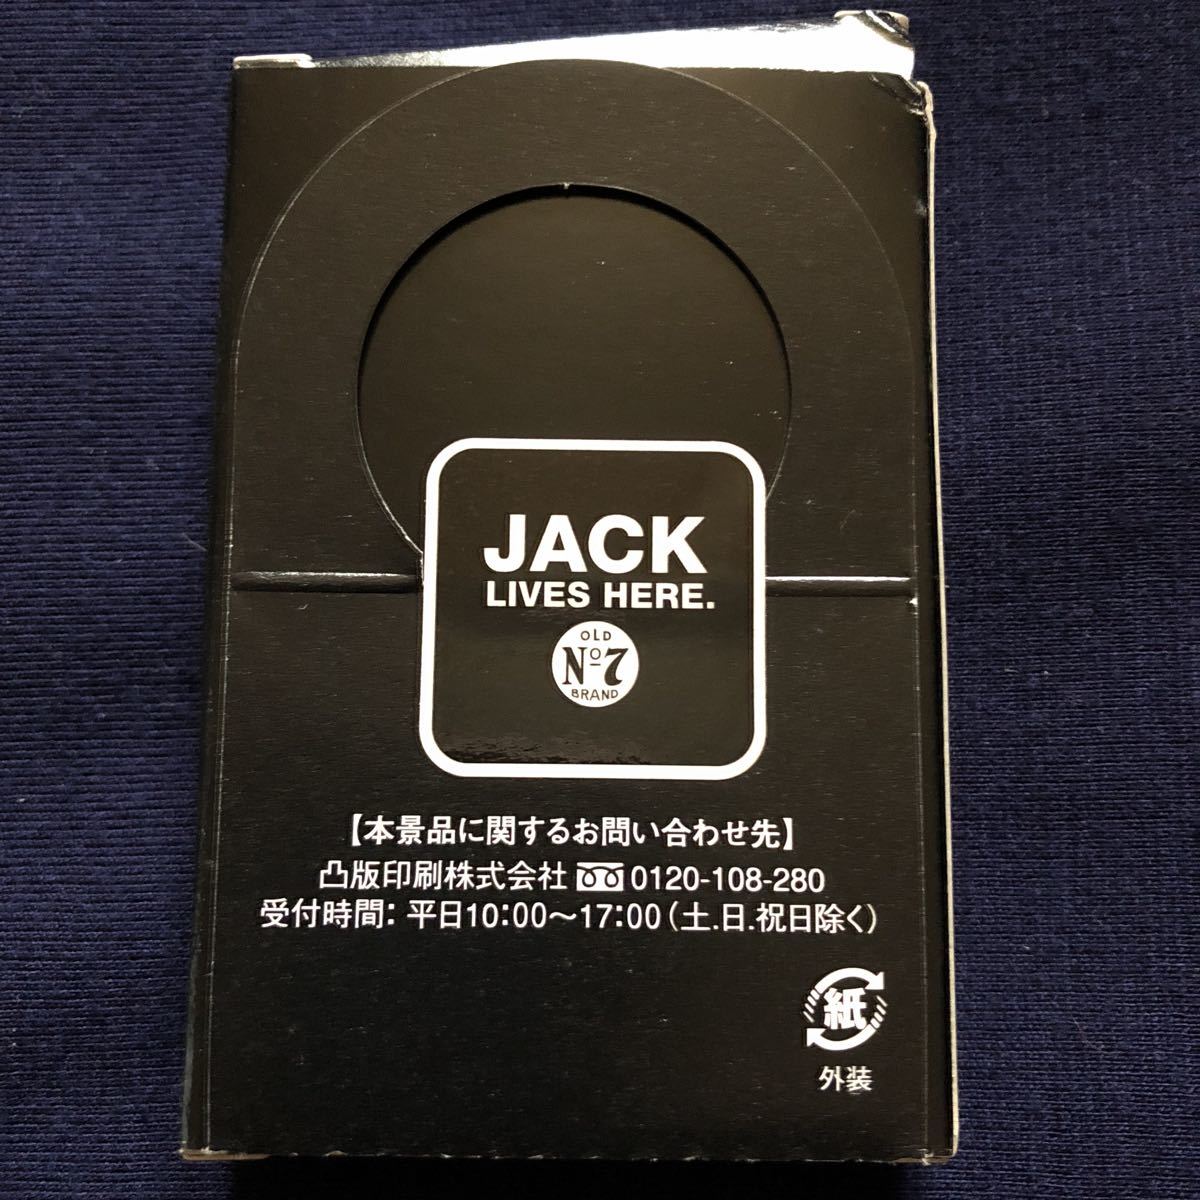 JACK
LIVES HERE.
OLD
Nº7
BRAND
【本景品に関するお問い合わせ先】
凸版印刷株式会社 0120-108-280
受付時間：平日10:00～17:00（土.日.祝日除く）
紙
外装